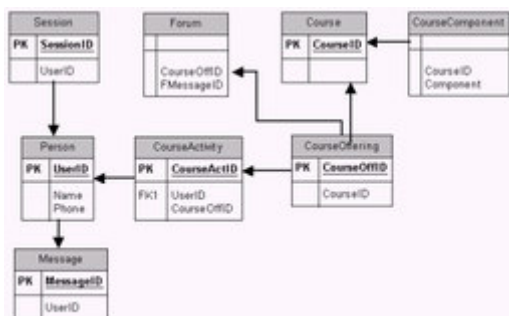 Session
PK SessionID
UserID
Forum
CourseOffID
FMessageID
Course
PK CourseID
CourseComponent
CourseID
Component
Person
PK UserID
Name
Phone
CourseActivity
PK CourseActID
FK1 UserID
CourseOffID
CourseOffering
PK CourseOffID
CourseID
Message
PK MessageID
UserID